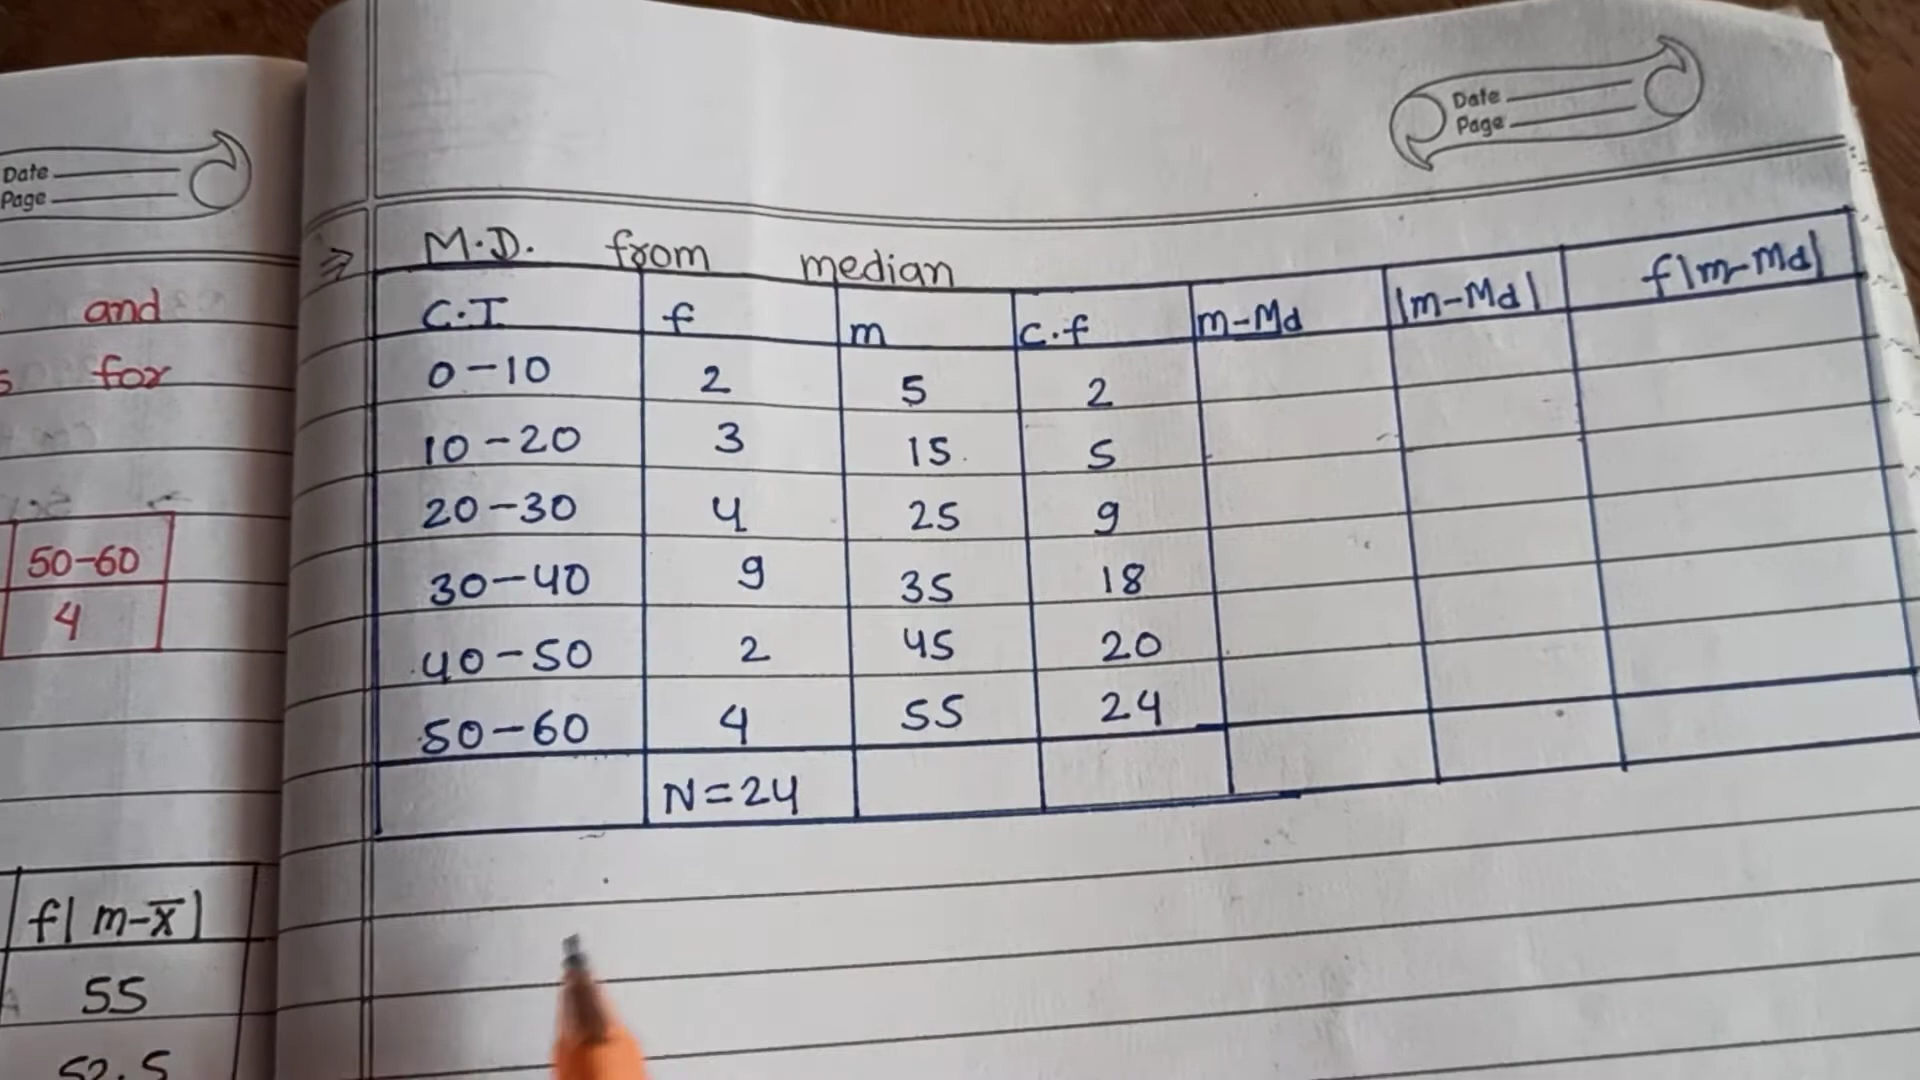 Date
Page
and
for
50-60
4
f| m-x̅ |
55
52.5
Date
Page
⇒ M.D. from median
C.I f m c.f m-Md |m-Md| f|m-Md|
0-10 2 5 2
10-20 3 15 5
20-30 4 25 9
30-40 9 35 18
40-50 2 45 20
50-60 4 55 24
N=24